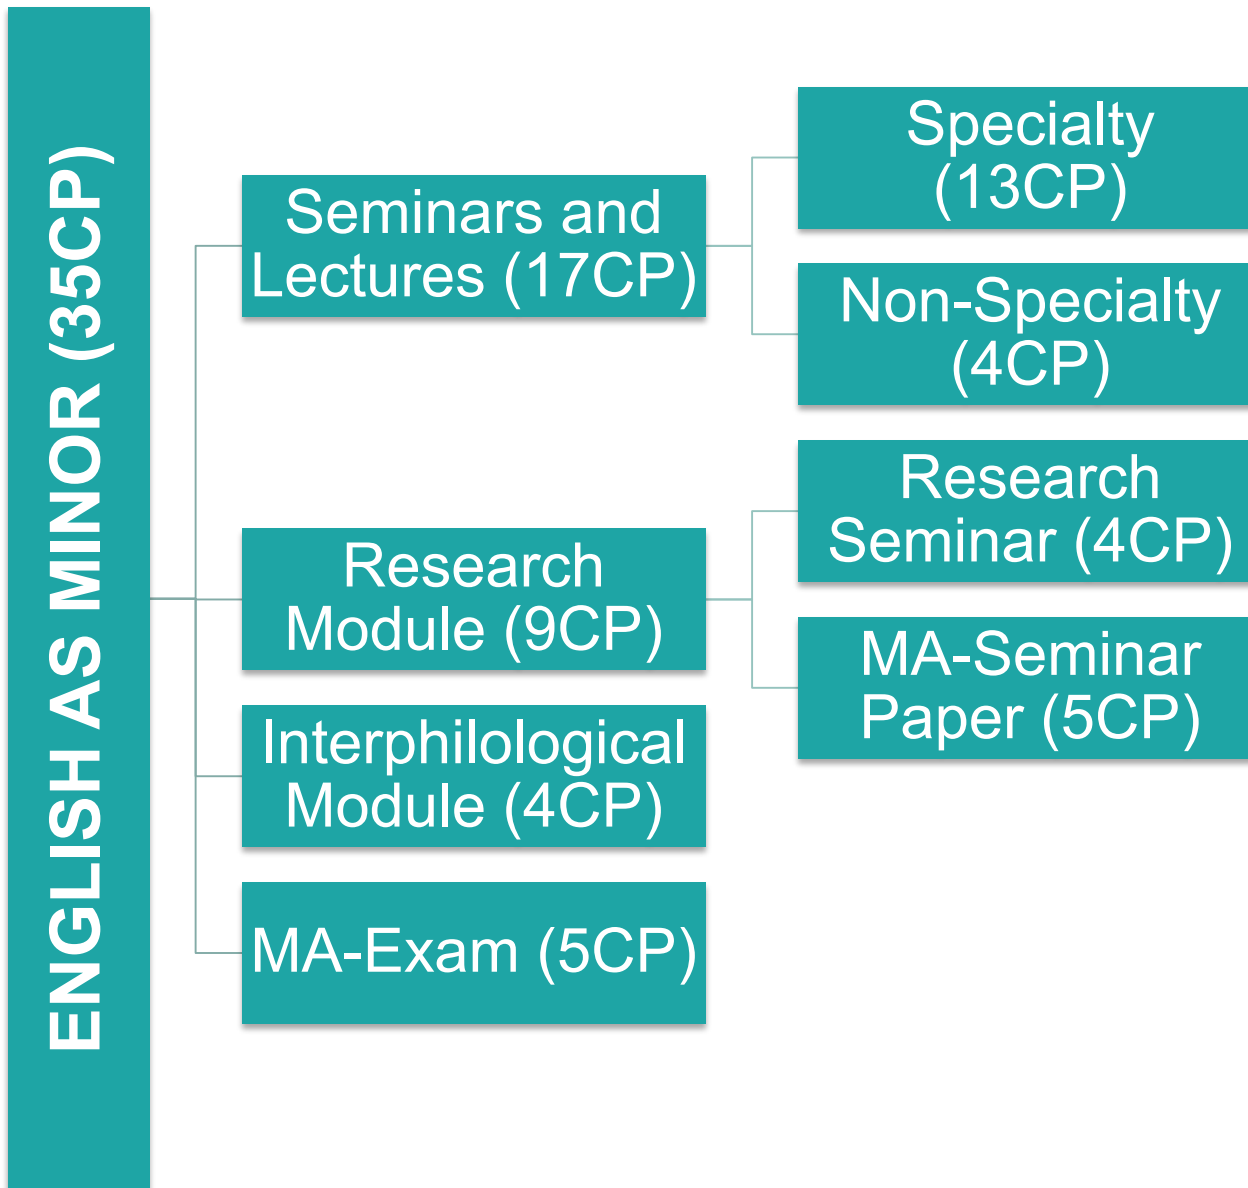 ENGLISH AS MINOR (35CP)
Seminars and
Lectures (17CP)
Specialty
(13CP)
Non-Specialty
(4CP)
Research
Module (9CP)
Research
Seminar (4CP)
MA-Seminar
Paper (5CP)
Interphilological
Module (4CP)
MA-Exam (5CP)